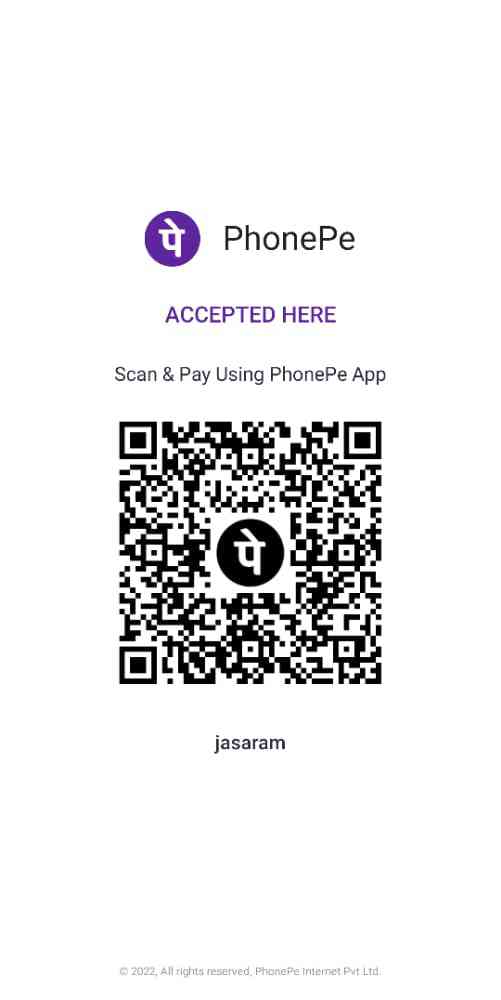 पे PhonePe
ACCEPTED HERE
Scan & Pay Using PhonePe App
पे
jasaram
© 2022, All rights reserved, PhonePe Internet Pvt Ltd.